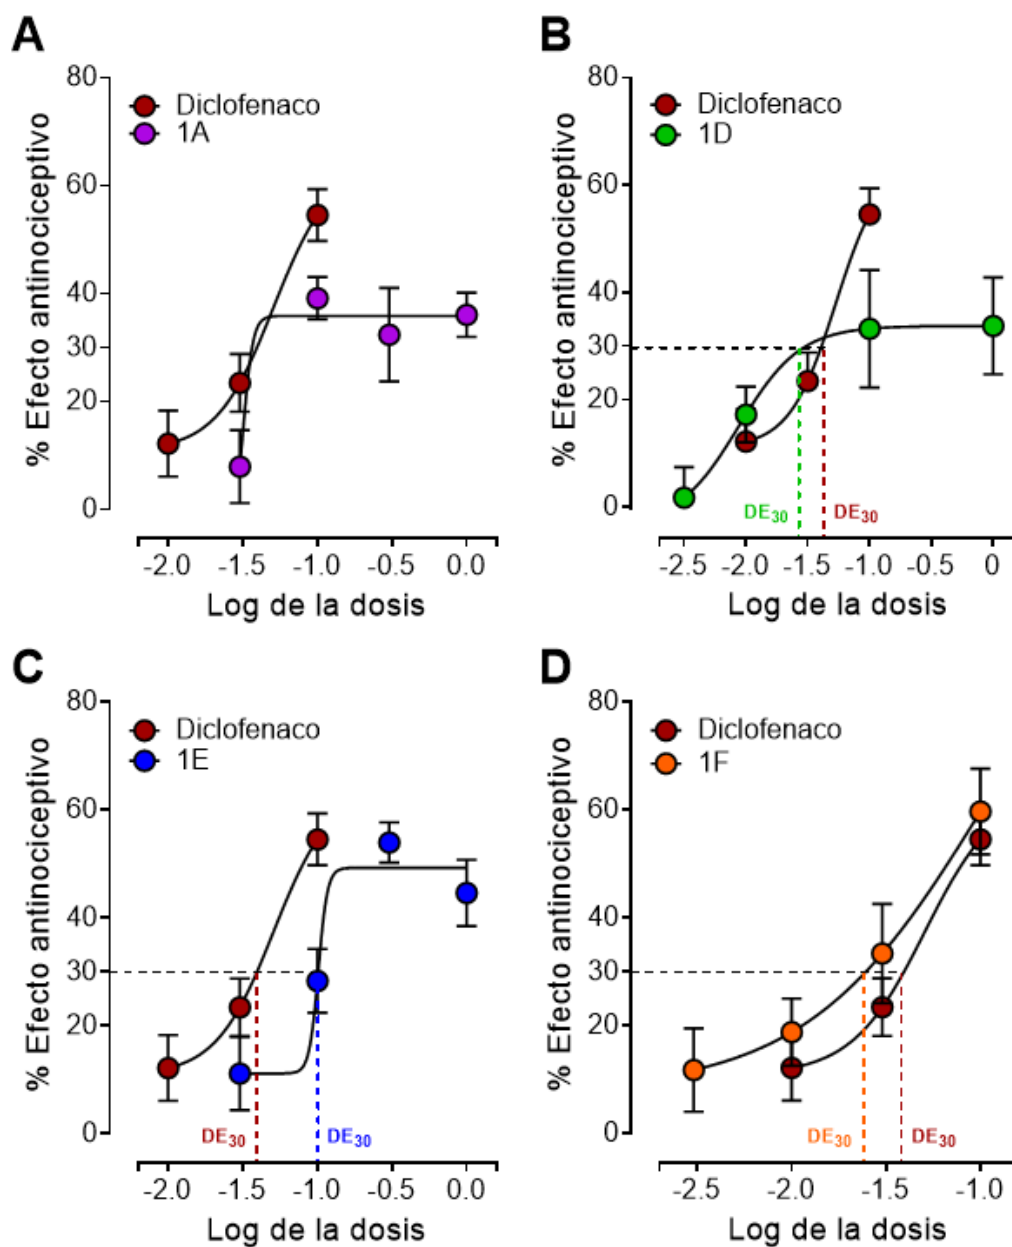 A
% Efecto antinociceptivo
80
60
40
30
20
0
Diclofenaco
1A
-2.0 -1.5 -1.0 -0.5 0.0
Log de la dosis
B
% Efecto antinociceptivo
80
60
40
30
20
0
Diclofenaco
1D
DE30 DE30
-2.5 -2.0 -1.5 -1.0 -0.5 0
Log de la dosis
C
% Efecto antinociceptivo
80
60
40
30
20
0
Diclofenaco
1E
DE30 DE30
-2.0 -1.5 -1.0 -0.5 0.0
Log de la dosis
D
% Efecto antinociceptivo
80
60
40
30
20
0
Diclofenaco
1F
DE30 DE30
-2.5 -2.0 -1.5 -1.0
Log de la dosis